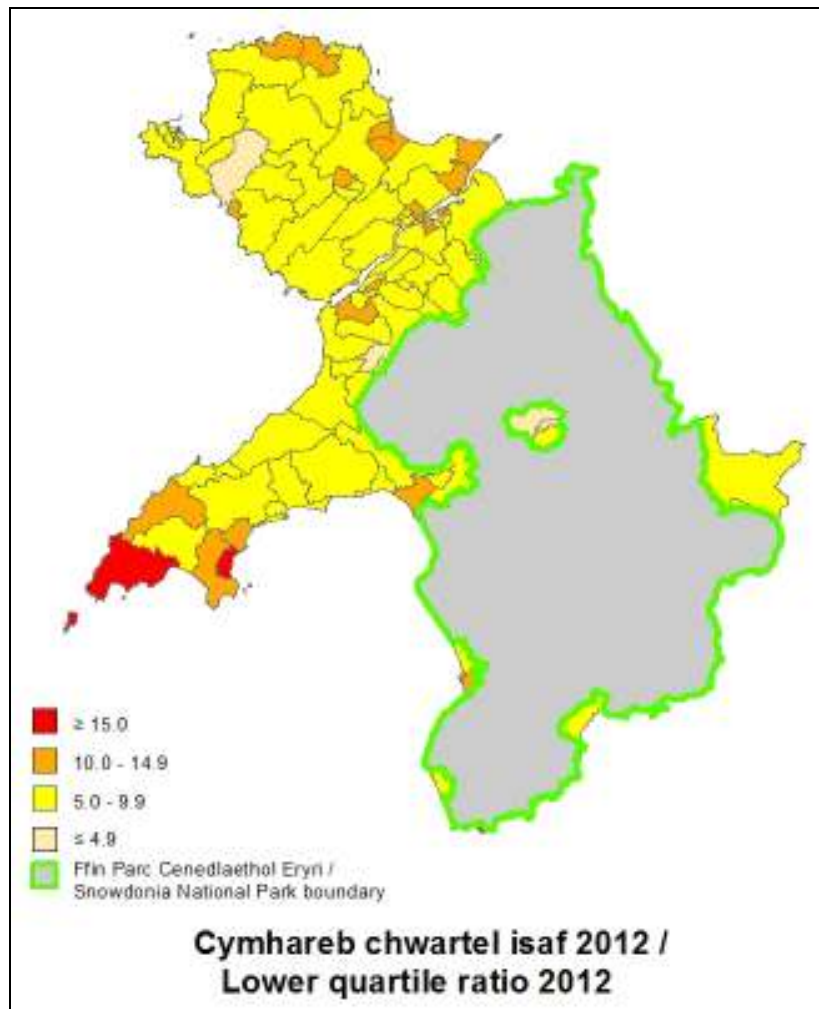 ≥ 15.0
10.0 - 14.9
5.0 - 9.9
≤ 4.9
Ffin Parc Cenedlaethol Eryri /
Snowdonia National Park boundary
Cymhareb chwartel isaf 2012 /
Lower quartile ratio 2012